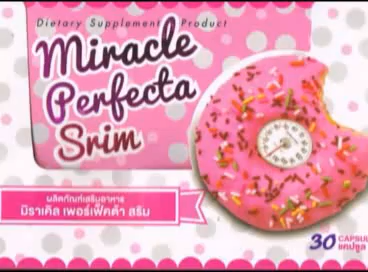 Dietary Supplement Product
Miracle
Perfecta
Srim
ผลิตภัณฑ์เสริมอาหาร
มิราเคิล เพอร์เฟ็คต้า สริม
30 CAPSUL
แคปซูล